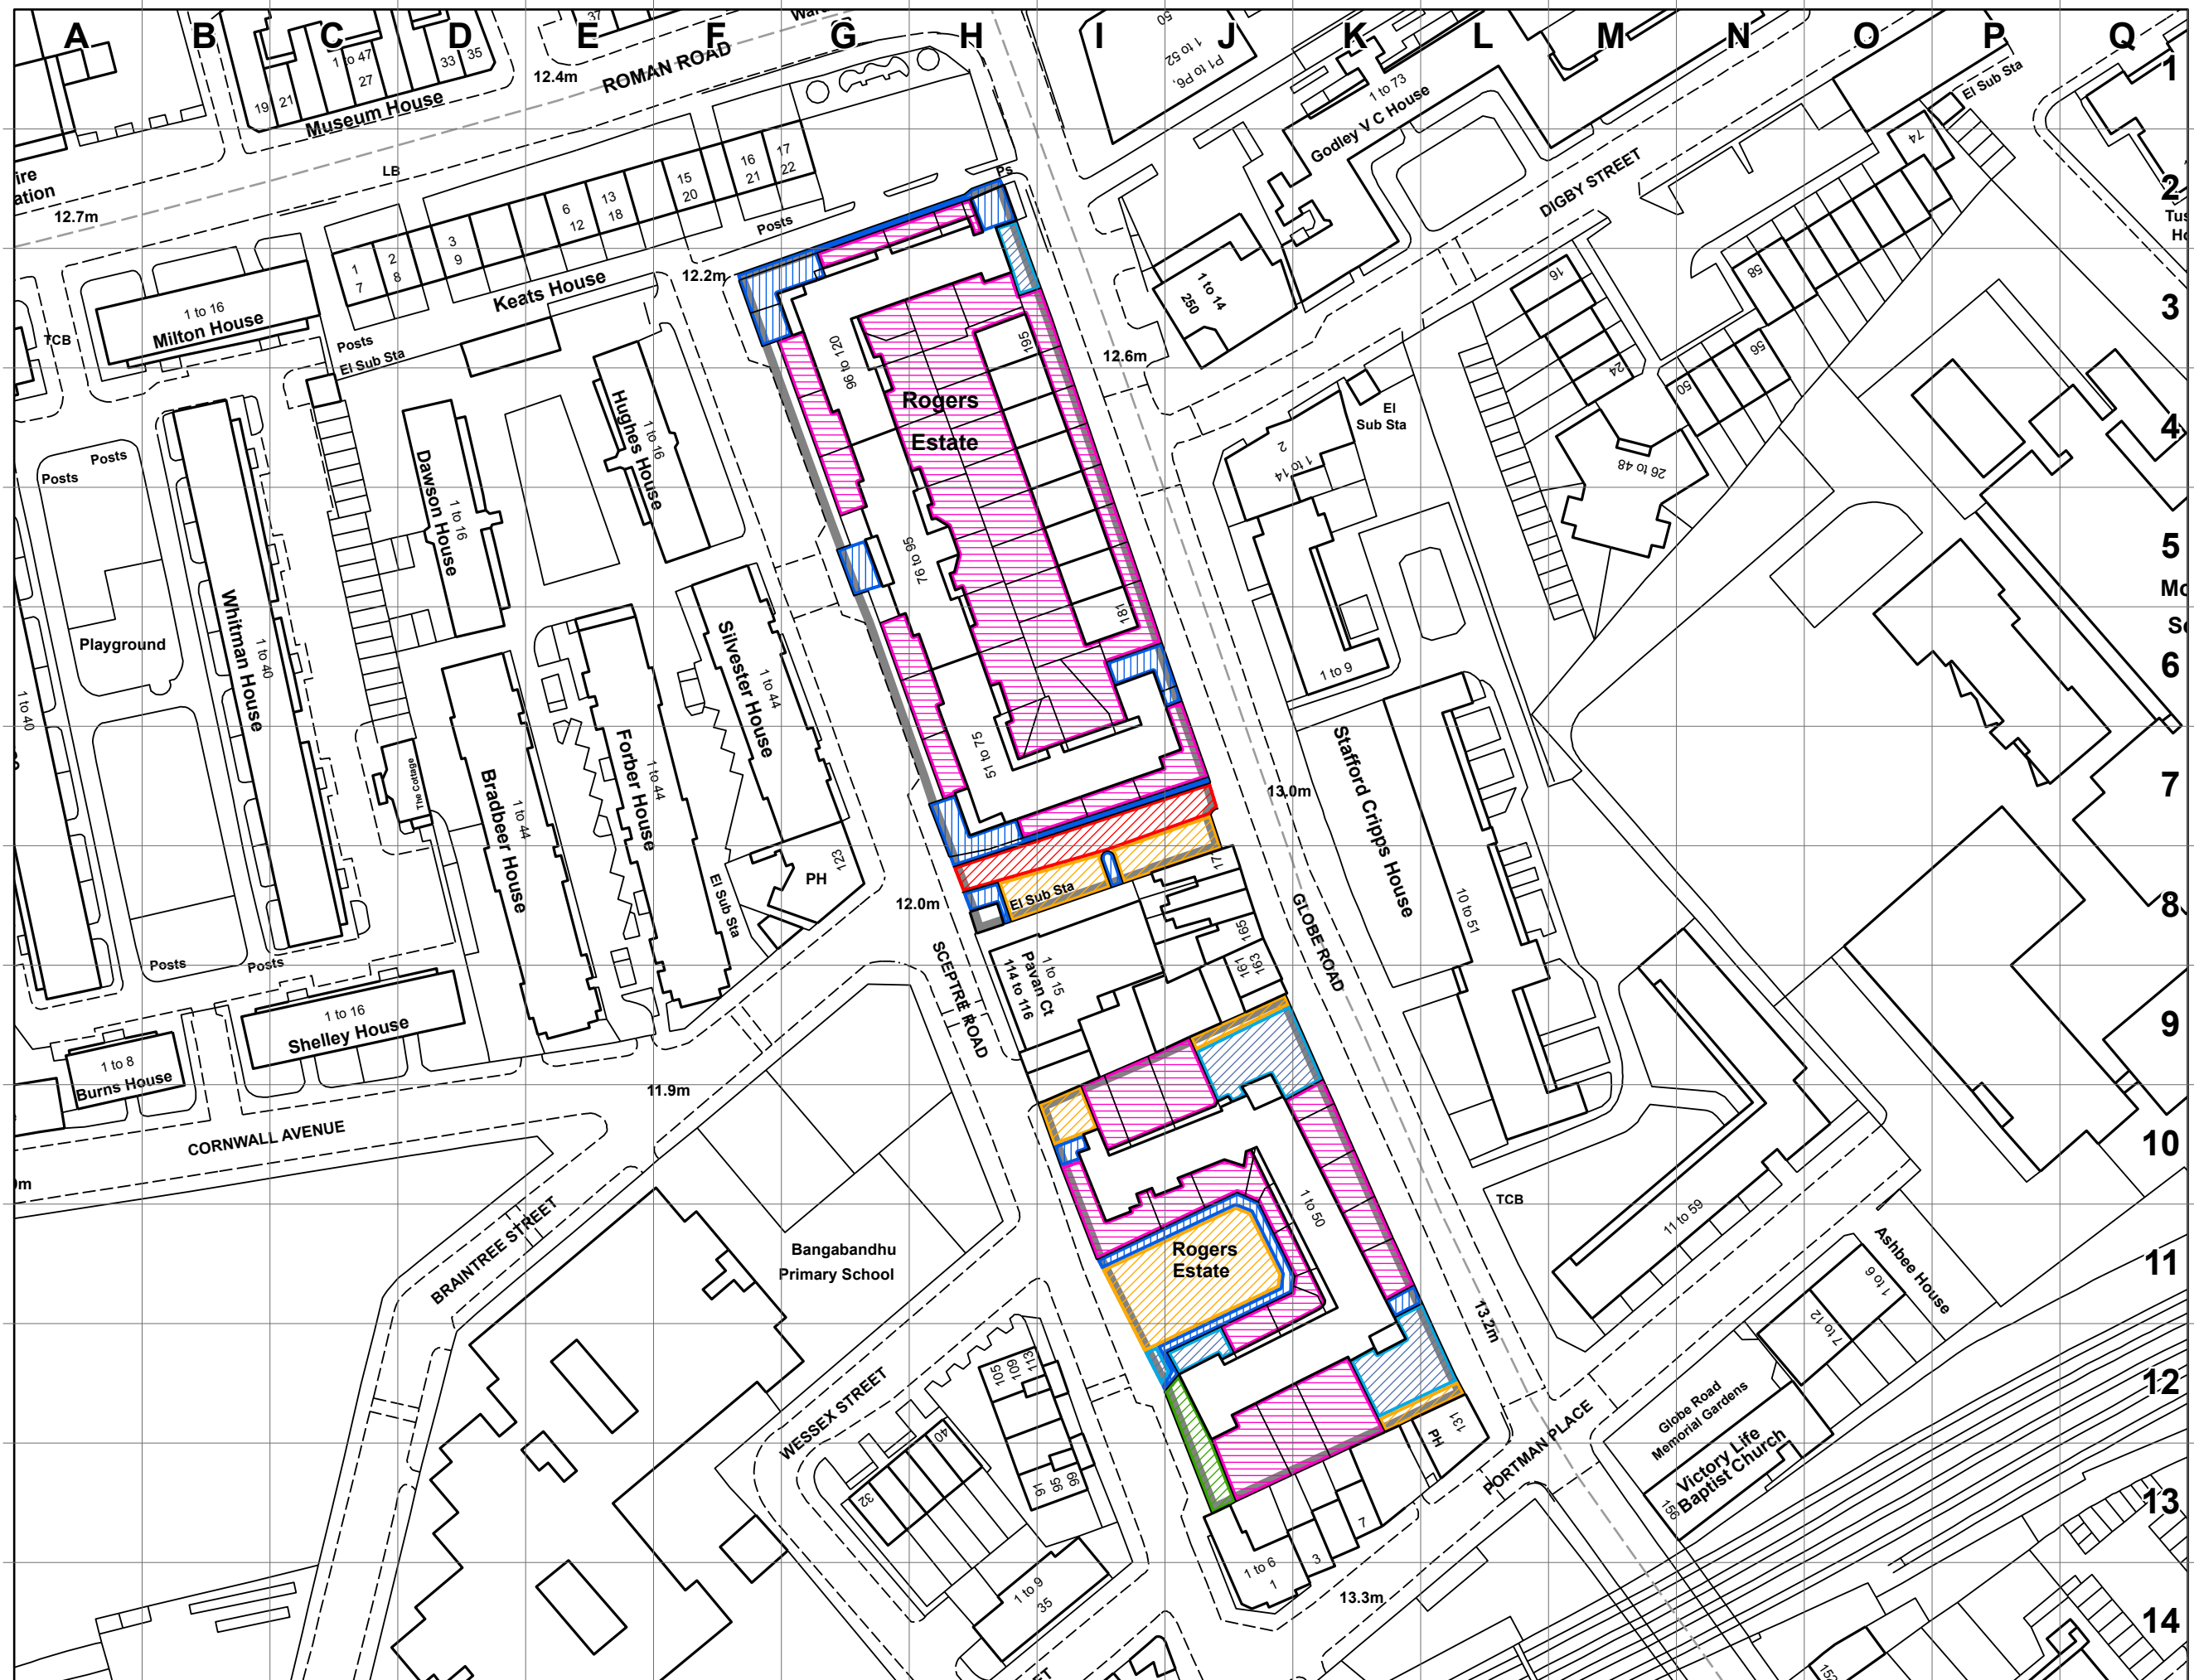 A B C D E F G H I J K L M N O P Q
1
2
3
4
5
6
7
8
9
10
11
12
13
14
37
12.4m
ROMAN ROAD
1 to 47
33 35
27
19 21
Museum House
50
P1 to P6,
1 to 52
1 to 73
Godley V C House
El Sub Sta
74
DIGBY STREET
LB
ire
ation
12.7m
16
21
17
22
15
20
13
18
6
12
3
9
2
8
1
7
Posts
Ps
Keats House
12.2m
1 to 16
Milton House
TCB
Posts
El Sub Sta
1 to 14
250
12.6m
16
24
58
56
50
195
96 to 120
Rogers
Estate
Hughes House
1 to 16
Dawson House
1 to 16
El
Sub Sta
2
1 to 14
26 to 48
Posts
Posts
Playground
Whitman House
1 to 40
1 to 40
76 to 95
181
1 to 9
Silvester House
1 to 44
Forber House
1 to 44
Bradbeer House
1 to 44
The Cottage
51 to 75
13.0m
Stafford Cripps House
10 to 51
PH
123
El Sub Sta
12.0m
El Sub Sta
171
165
163
161
GLOBE ROAD
SCEPTRE ROAD
1 to 15
Pavan Ct
114 to 116
Posts
Posts
1 to 16
Shelley House
1 to 8
Burns House
11.9m
CORNWALL AVENUE
BRAINTREE STREET
Bangabandhu
Primary School
1 to 50
Rogers
Estate
TCB
11 to 59
Ashbee House
1 to 6
7 to 12
13.2m
WESSEX STREET
105
109
113
91
95
99
40
32
1 to 9
35
PH
131
PORTMAN PLACE
Globe Road
Memorial Gardens
Victory Life
Baptist Church
156
7
3
1 to 6
1
13.3m